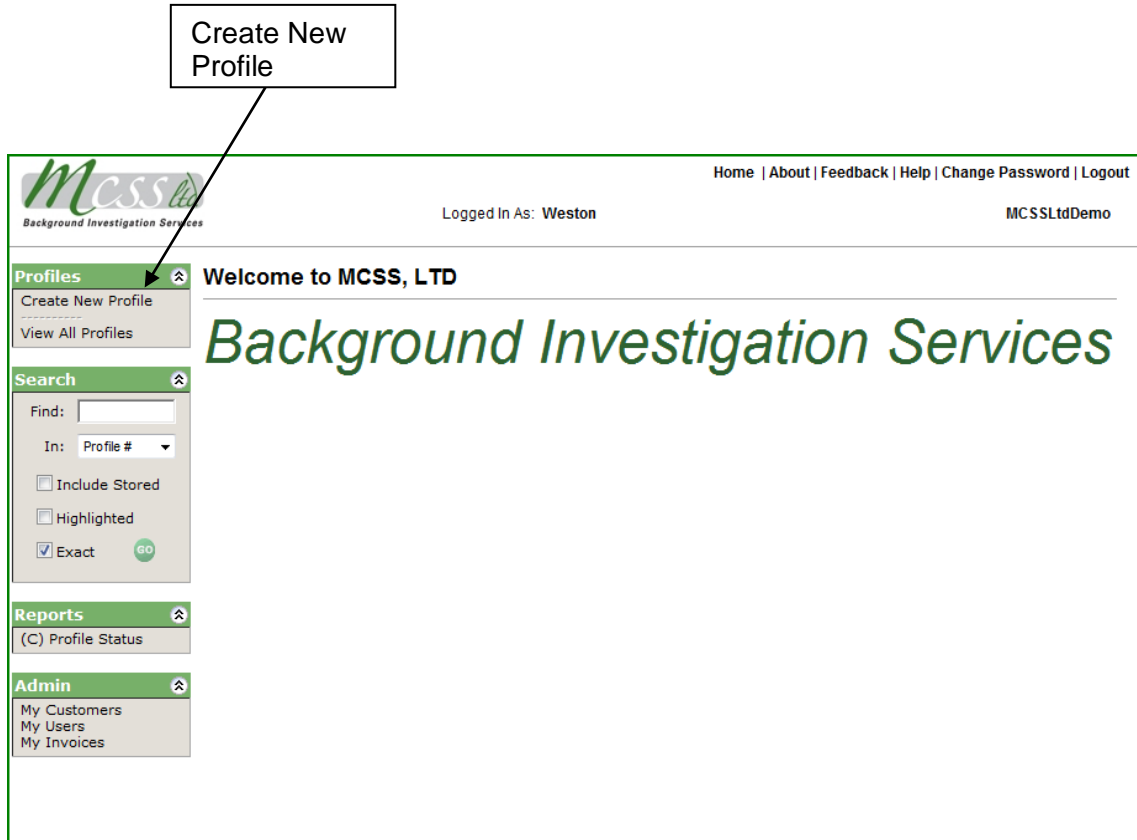 Create New
Profile
Mcss ltd
Background Investigation Services
Home | About | Feedback | Help | Change Password | Logout
Logged In As: Weston
MCSSLtdDemo
Profiles
Create New Profile
----------
View All Profiles
Welcome to MCSS, LTD
Background Investigation Services
Search
Find:
In: Profile #
Include Stored
Highlighted
Exact GO
Reports
(C) Profile Status
Admin
My Customers
My Users
My Invoices